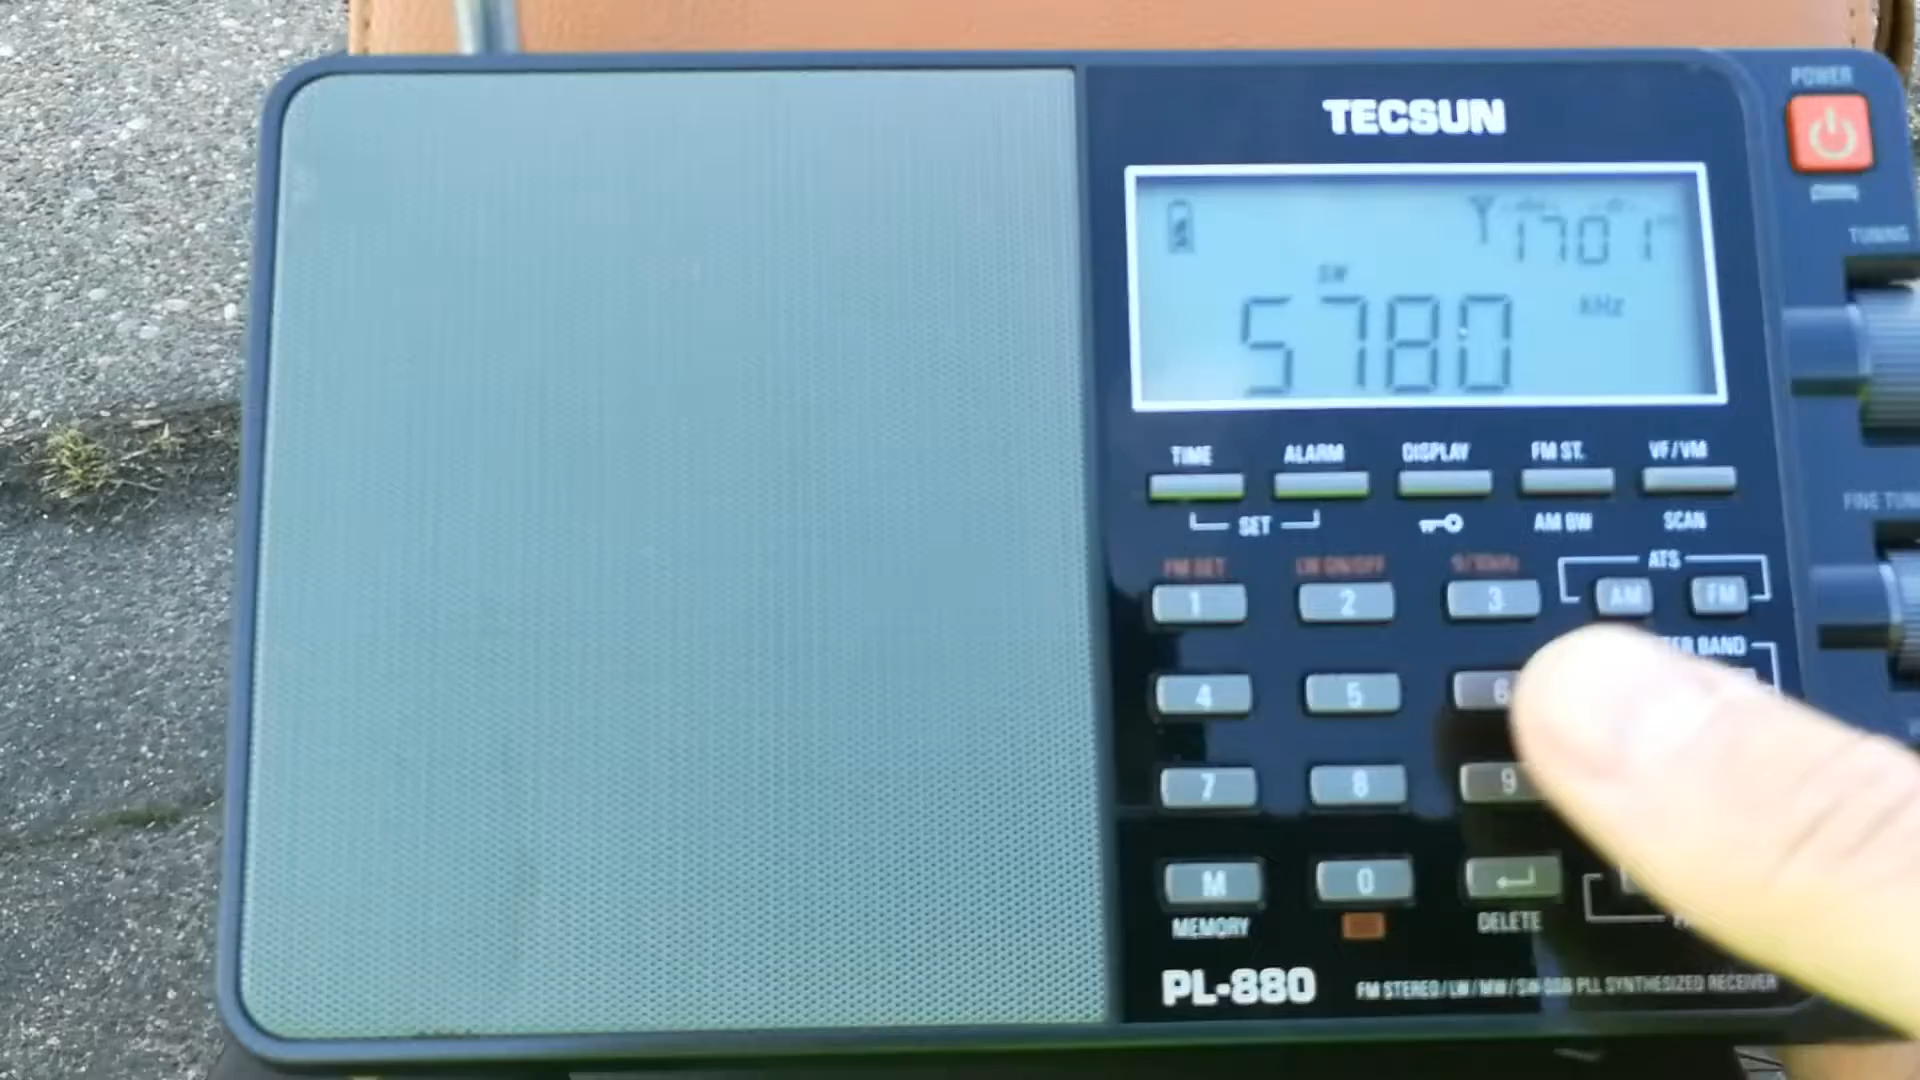 POWER
TECSUN
1701
SW
5780 KHz
TUNING
TIME ALARM DISPLAY FM ST. VF/VM
SET AM BW SCAN
FINE TUN
FM SET LW ON/OFF 9/10kHz ATS
1 2 3 AM FM
BAND
4 5 6
7 8 9
M 0
MEMORY DELETE
PL-880 FM STEREO/LW/MW/SW-SSB PLL SYNTHESIZED RECEIVER